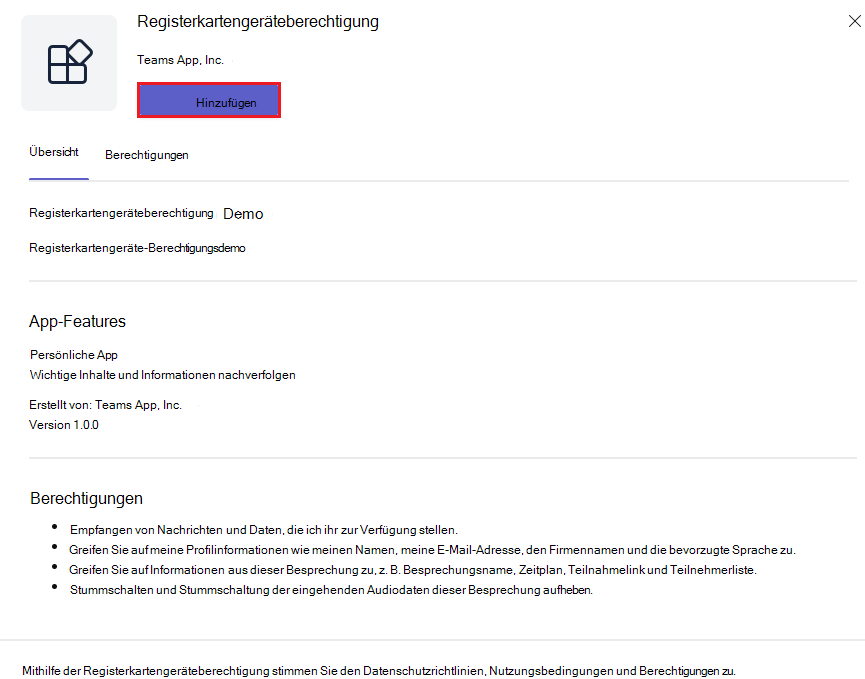 Registerkartengeräteberechtigung
Teams App, Inc.
Hinzufügen
Übersicht Berechtigungen
Registerkartengeräteberechtigung Demo
Registerkartengeräte-Berechtigungsdemo
App-Features
Persönliche App
Wichtige Inhalte und Informationen nachverfolgen
Erstellt von: Teams App, Inc.
Version 1.0.0
Berechtigungen
• Empfangen von Nachrichten und Daten, die ich ihr zur Verfügung stellen.
• Greifen Sie auf meine Profilinformationen wie meinen Namen, meine E-Mail-Adresse, den Firmennamen und die bevorzugte Sprache zu.
• Greifen Sie auf Informationen aus dieser Besprechung zu, z. B. Besprechungsname, Zeitplan, Teilnahmelink und Teilnehmerliste.
• Stummschalten und Stummschaltung der eingehenden Audiodaten dieser Besprechung aufheben.
Mithilfe der Registerkartengeräteberechtigung stimmen Sie den Datenschutzrichtlinien, Nutzungsbedingungen und Berechtigungen zu.